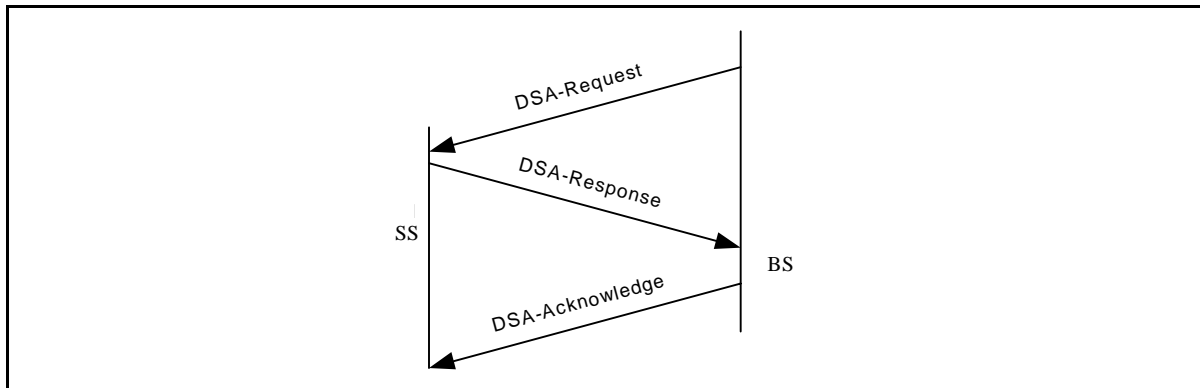 DSA-Request
DSA-Response
SS
BS
DSA-Acknowledge